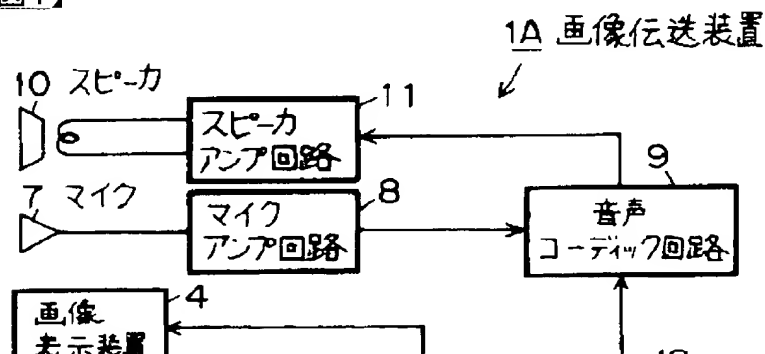 1A 画像伝送装置
10 スピーカ
11
スピーカ
アンプ回路
7 マイク
8
マイク
アンプ回路
9
音声
コーディック回路
4
画像
表示装置